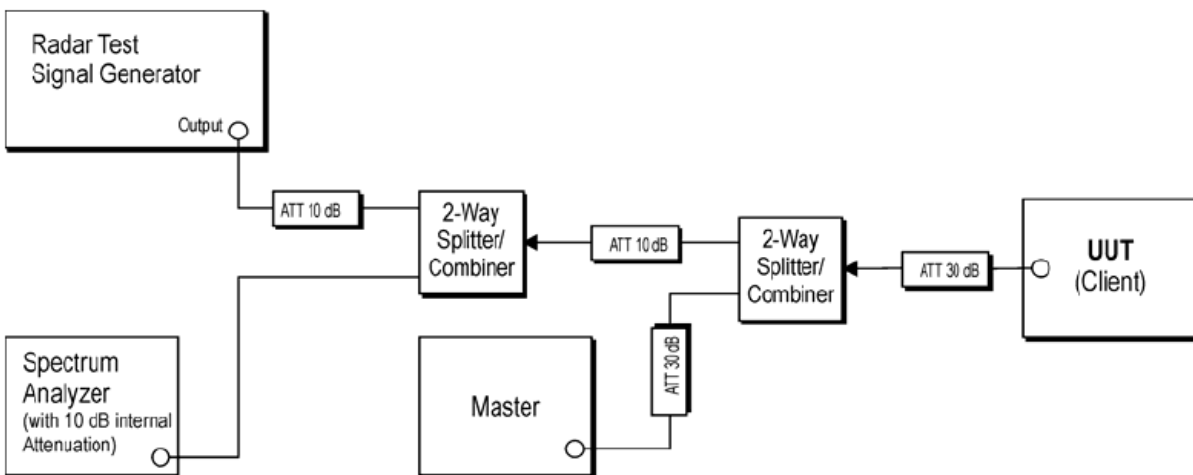 Radar Test
Signal Generator
Output
ATT 10 dB
2-Way
Splitter/
Combiner
ATT 10 dB
2-Way
Splitter/
Combiner
ATT 30 dB
UUT
(Client)
Spectrum
Analyzer
(with 10 dB internal
Attenuation)
Master
ATT 30 dB